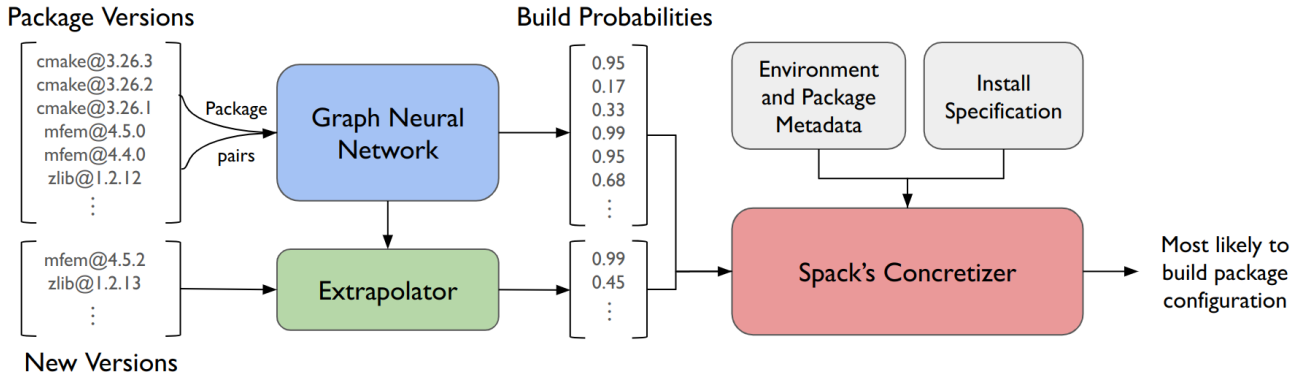 Package Versions
cmake@3.26.3
cmake@3.26.2
cmake@3.26.1
mfem@4.5.0
mfem@4.4.0
zlib@1.2.12
⋮
Package
pairs
Graph Neural
Network
Build Probabilities
0.95
0.17
0.33
0.99
0.95
0.68
⋮
Environment
and Package
Metadata
Install
Specification
mfem@4.5.2
zlib@1.2.13
⋮
New Versions
Extrapolator
0.99
0.45
⋮
Spack's Concretizer
Most likely to
build package
configuration